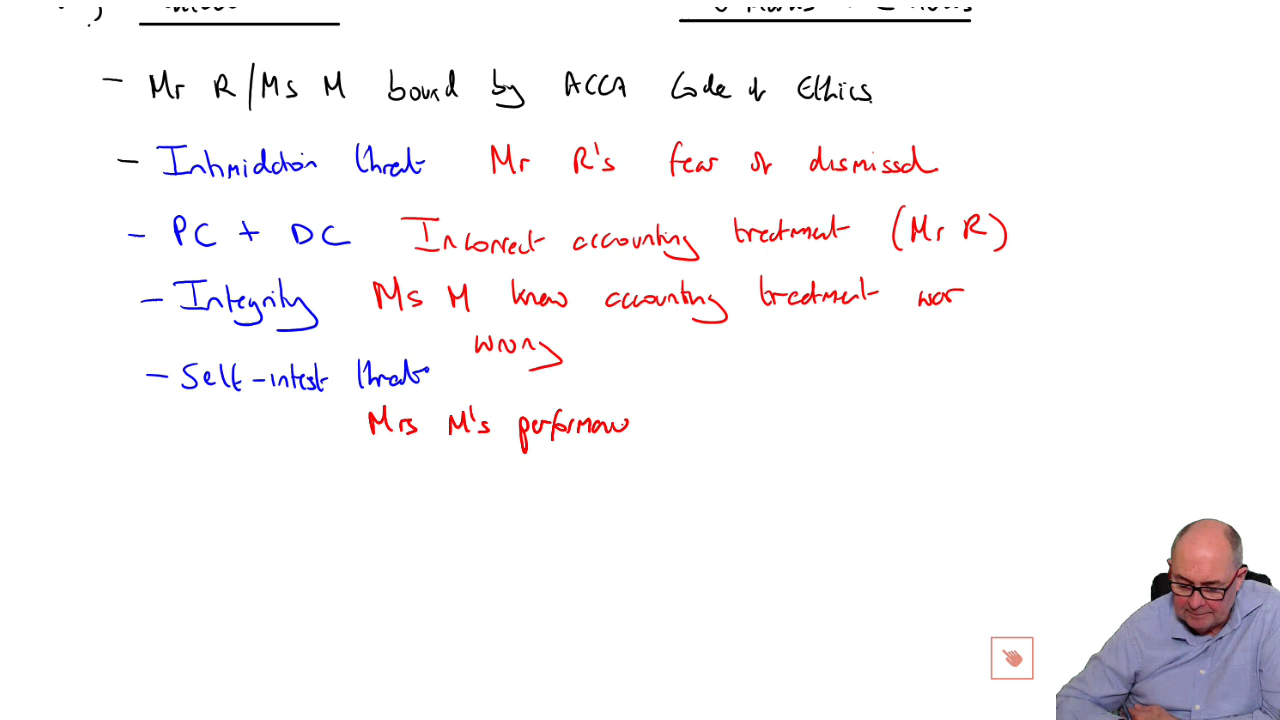 - Mr R/Ms M bound by ACCA Code of Ethics
- Intimidation threat Mr R's fear of dismissal
- PC + DC Incorrect accounting treatment (Mr R)
- Integrity Ms M knew accounting treatment was
wrong
- Self-interest threat
Mrs M's performance